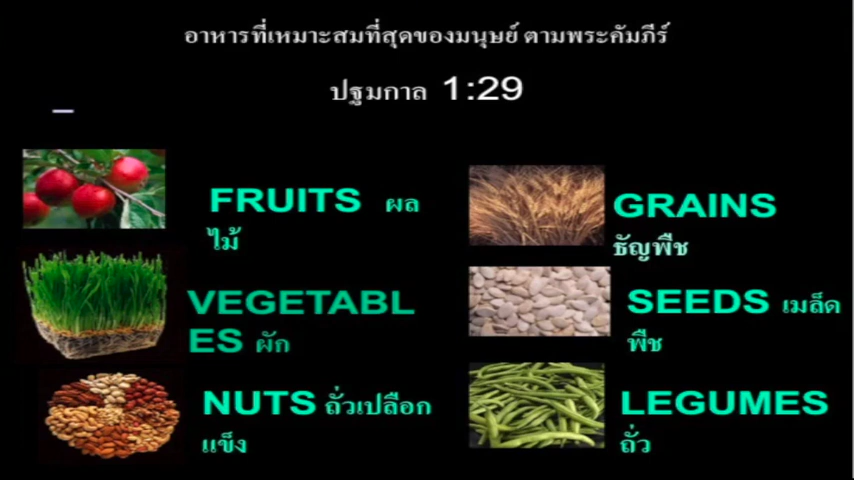 อาหารที่เหมาะสมที่สุดของมนุษย์ ตามพระคัมภีร์
ปฐมกาล 1:29
FRUITS ผล
ไม้
GRAINS
ธัญพืช
VEGETABL
ES ผัก
SEEDS เมล็ด
พืช
NUTS ถั่วเปลือก
แข็ง
LEGUMES
ถั่ว